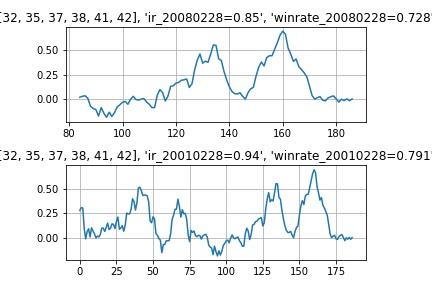 [32, 35, 37, 38, 41, 42], 'ir_20080228=0.85', 'winrate_20080228=0.728'
0.50
0.25
0.00
80 100 120 140 160 180
[32, 35, 37, 38, 41, 42], 'ir_20010228=0.94', 'winrate_20010228=0.791'
0.50
0.25
0.00
0 25 50 75 100 125 150 175